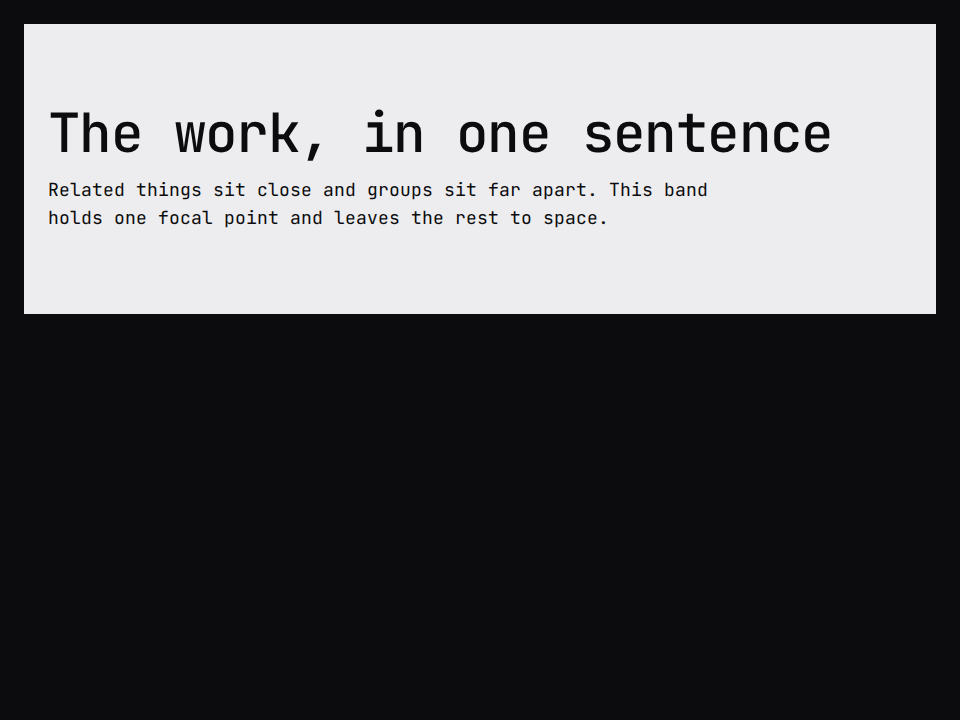 The work, in one sentence
Related things sit close and groups sit far apart. This band
holds one focal point and leaves the rest to space.